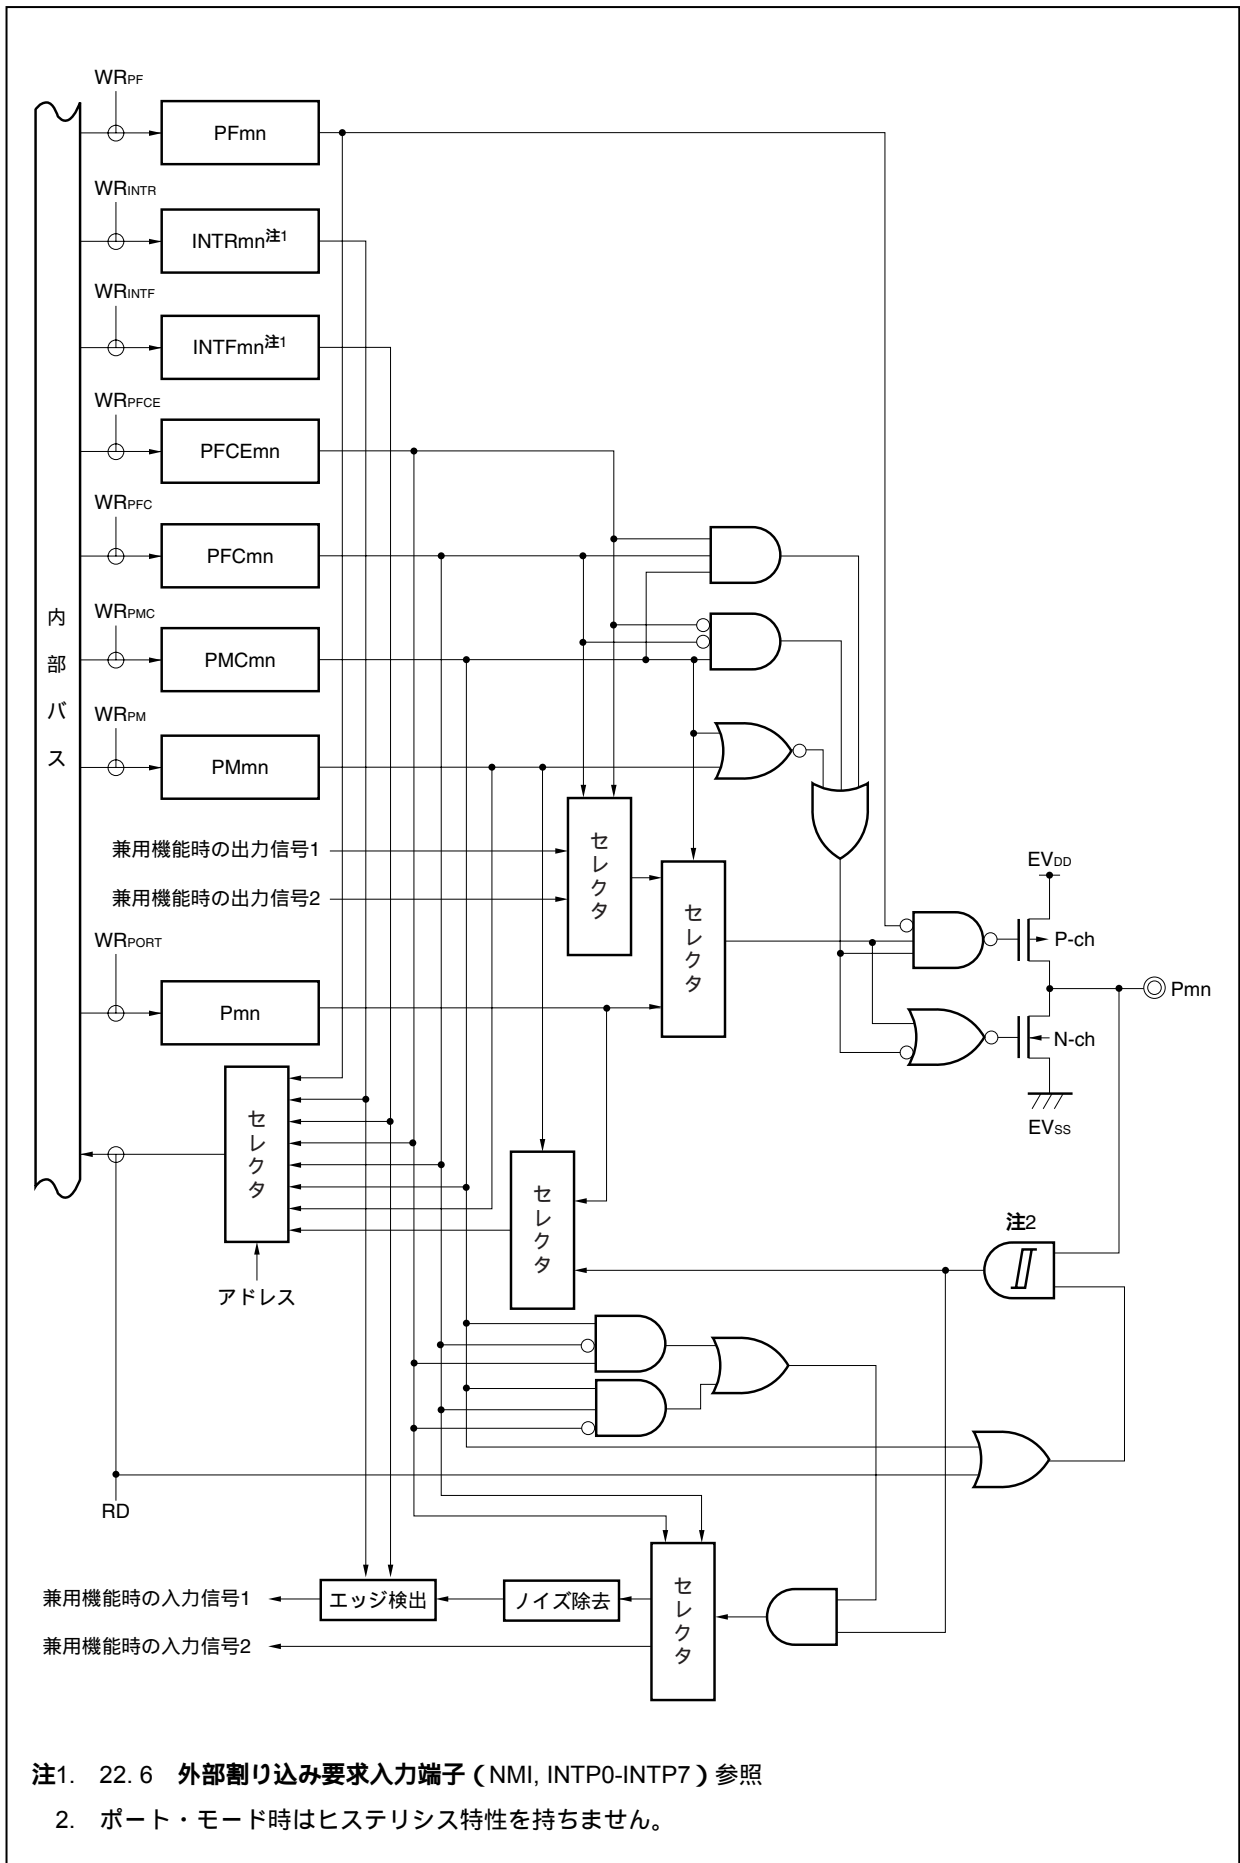 WRPF
PFmn
WRINTR
INTRmn注1
WRINTF
INTFmn注1
WRPFCE
PFCEmn
WRPFC
PFCmn
内部バス
WRPMC
PMCmn
WRPM
PMmn
兼用機能時の出力信号1
兼用機能時の出力信号2
セレクタ
セレクタ
EVDD
P-ch
WRPORT
Pmn
Pmn
N-ch
EVSS
セレクタ
アドレス
セレクタ
注2
RD
兼用機能時の入力信号1
エッジ検出
ノイズ除去
セレクタ
兼用機能時の入力信号2
注1. 22. 6 外部割り込み要求入力端子（NMI, INTP0-INTP7）参照
2. ポート・モード時はヒステリシス特性を持ちません。